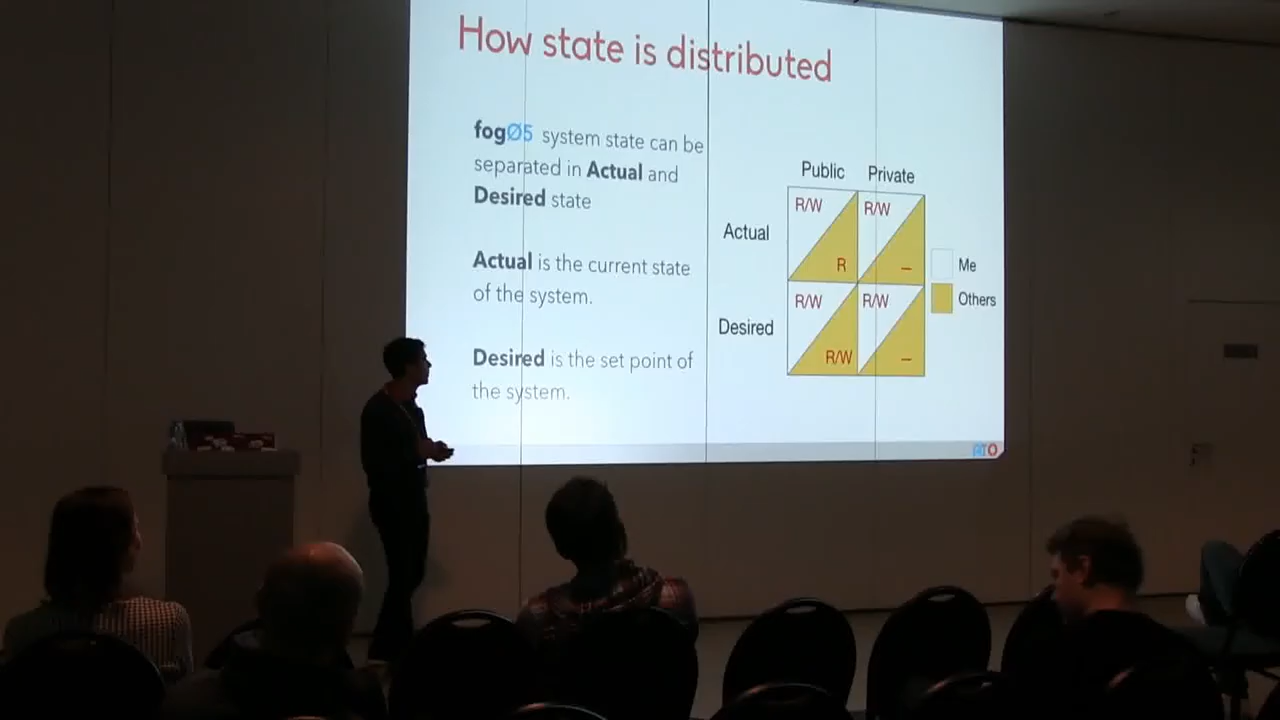 How state is distributed
fogØ5 system state can be
separated in Actual and
Desired state
Actual is the current state
of the system.
Desired is the set point of
the system.
Public Private
Actual
R/W R/W
R –
Desired
R/W R/W
R/W –
Me
Others